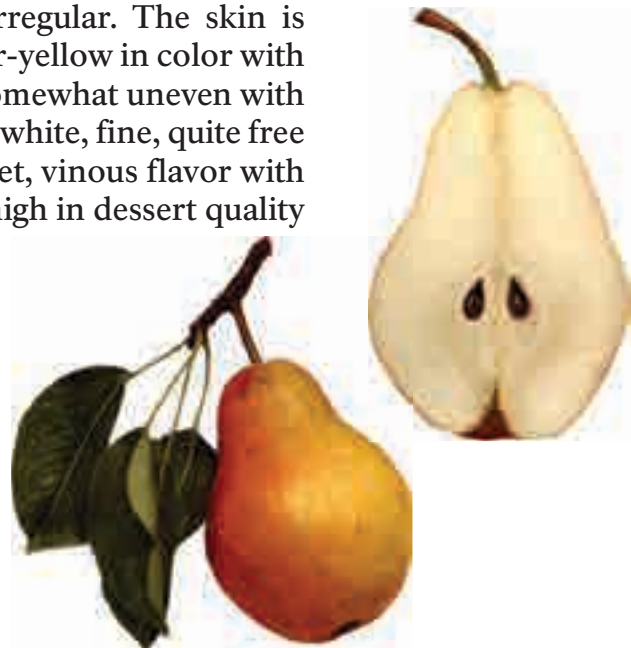 rregular. The skin is
r-yellow in color with
omewhat uneven with
white, fine, quite free
et, vinous flavor with
igh in dessert quality